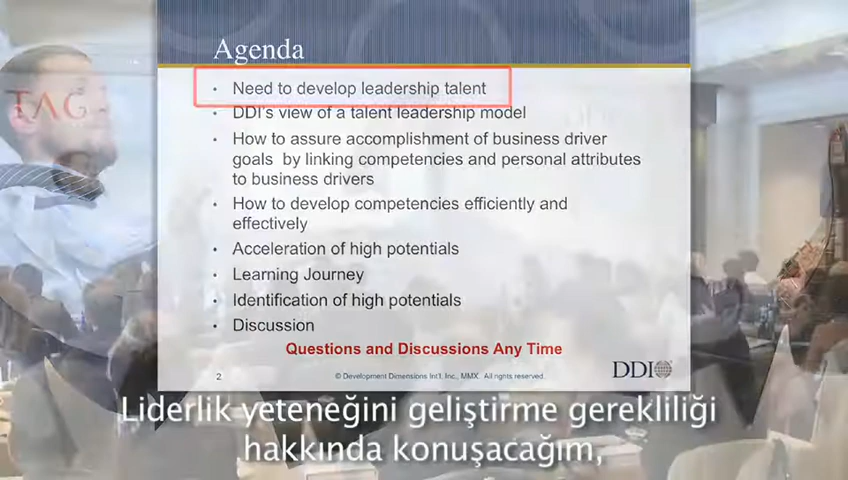 Agenda
TAG
• Need to develop leadership talent
• DDI's view of a talent leadership model
• How to assure accomplishment of business driver
goals by linking competencies and personal attributes
to business drivers
• How to develop competencies efficiently and
effectively
• Acceleration of high potentials
• Learning Journey
• Identification of high potentials
• Discussion
Questions and Discussions Any Time
2
© Development Dimensions Int'l, Inc., MMX. All rights reserved.
DDI
Liderlik yeteneğini geliştirme gerekliliği
hakkında konuşacağım,